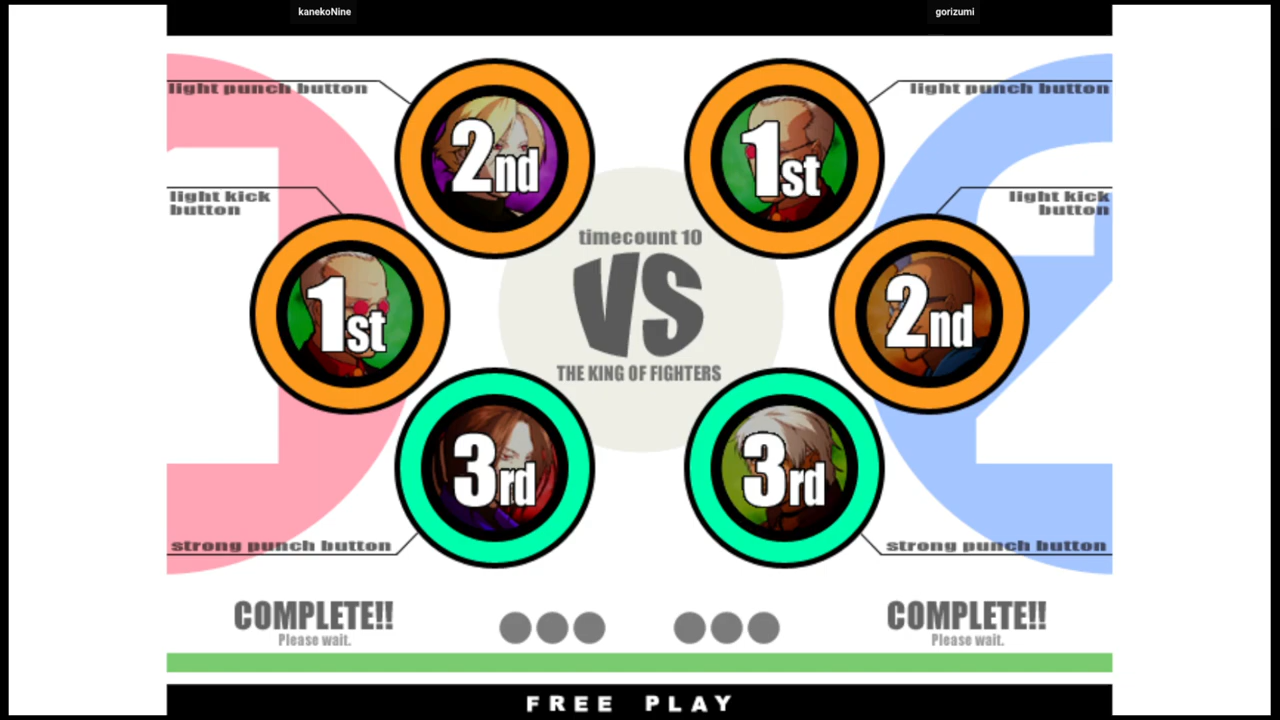 kanekoNine
gorizumi
light punch button
light punch button
2nd
1st
light kick
button
light kick
button
timecount 10
VS
THE KING OF FIGHTERS
1st
2nd
3rd
3rd
strong punch button
strong punch button
COMPLETE!!
Please wait.
COMPLETE!!
Please wait.
FREE PLAY